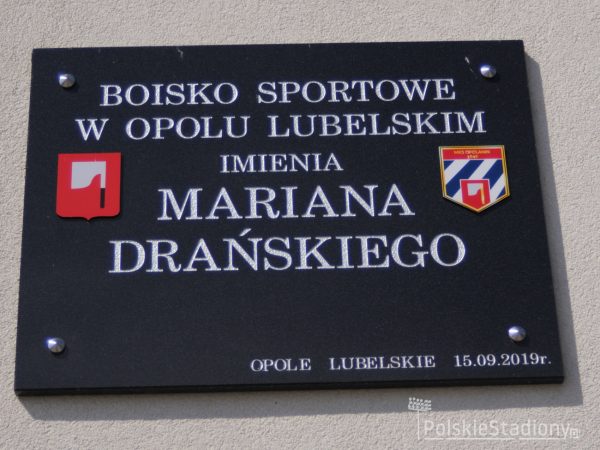 BOISKO SPORTOWE
W OPOLU LUBELSKIM
IMIENIA
MARIANA
DRAŃSKIEGO
OPOLE LUBELSKIE 15.09.2019r.
PolskieStadiony